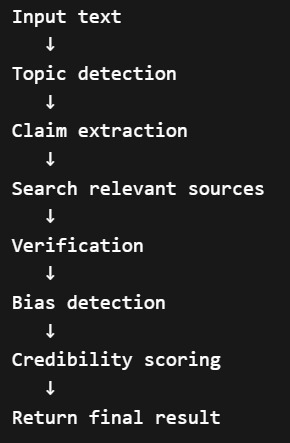 Input text
↓
Topic detection
↓
Claim extraction
↓
Search relevant sources
↓
Verification
↓
Bias detection
↓
Credibility scoring
↓
Return final result